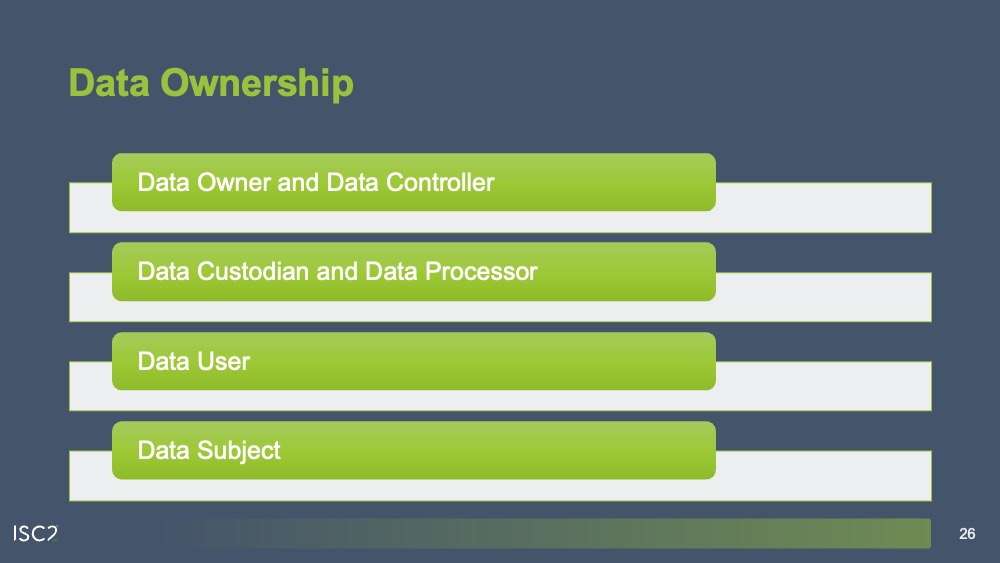 Data Ownership
Data Owner and Data Controller
Data Custodian and Data Processor
Data User
Data Subject
ISC2
26